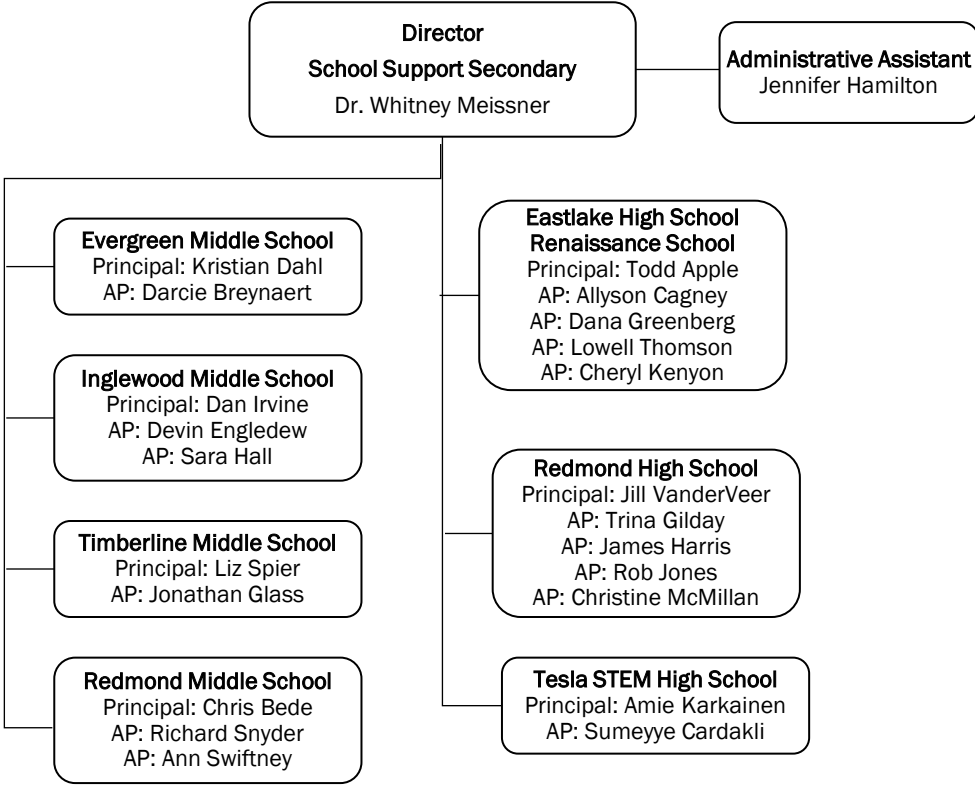 Director
School Support Secondary
Dr. Whitney Meissner
Administrative Assistant
Jennifer Hamilton
Evergreen Middle School
Principal: Kristian Dahl
AP: Darcie Breynaert
Inglewood Middle School
Principal: Dan Irvine
AP: Devin Engledew
AP: Sara Hall
Timberline Middle School
Principal: Liz Spier
AP: Jonathan Glass
Redmond Middle School
Principal: Chris Bede
AP: Richard Snyder
AP: Ann Swiftney
Eastlake High School
Renaissance School
Principal: Todd Apple
AP: Allyson Cagney
AP: Dana Greenberg
AP: Lowell Thomson
AP: Cheryl Kenyon
Redmond High School
Principal: Jill VanderVeer
AP: Trina Gilday
AP: James Harris
AP: Rob Jones
AP: Christine McMillan
Tesla STEM High School
Principal: Amie Karkainen
AP: Sumeyye Cardakli